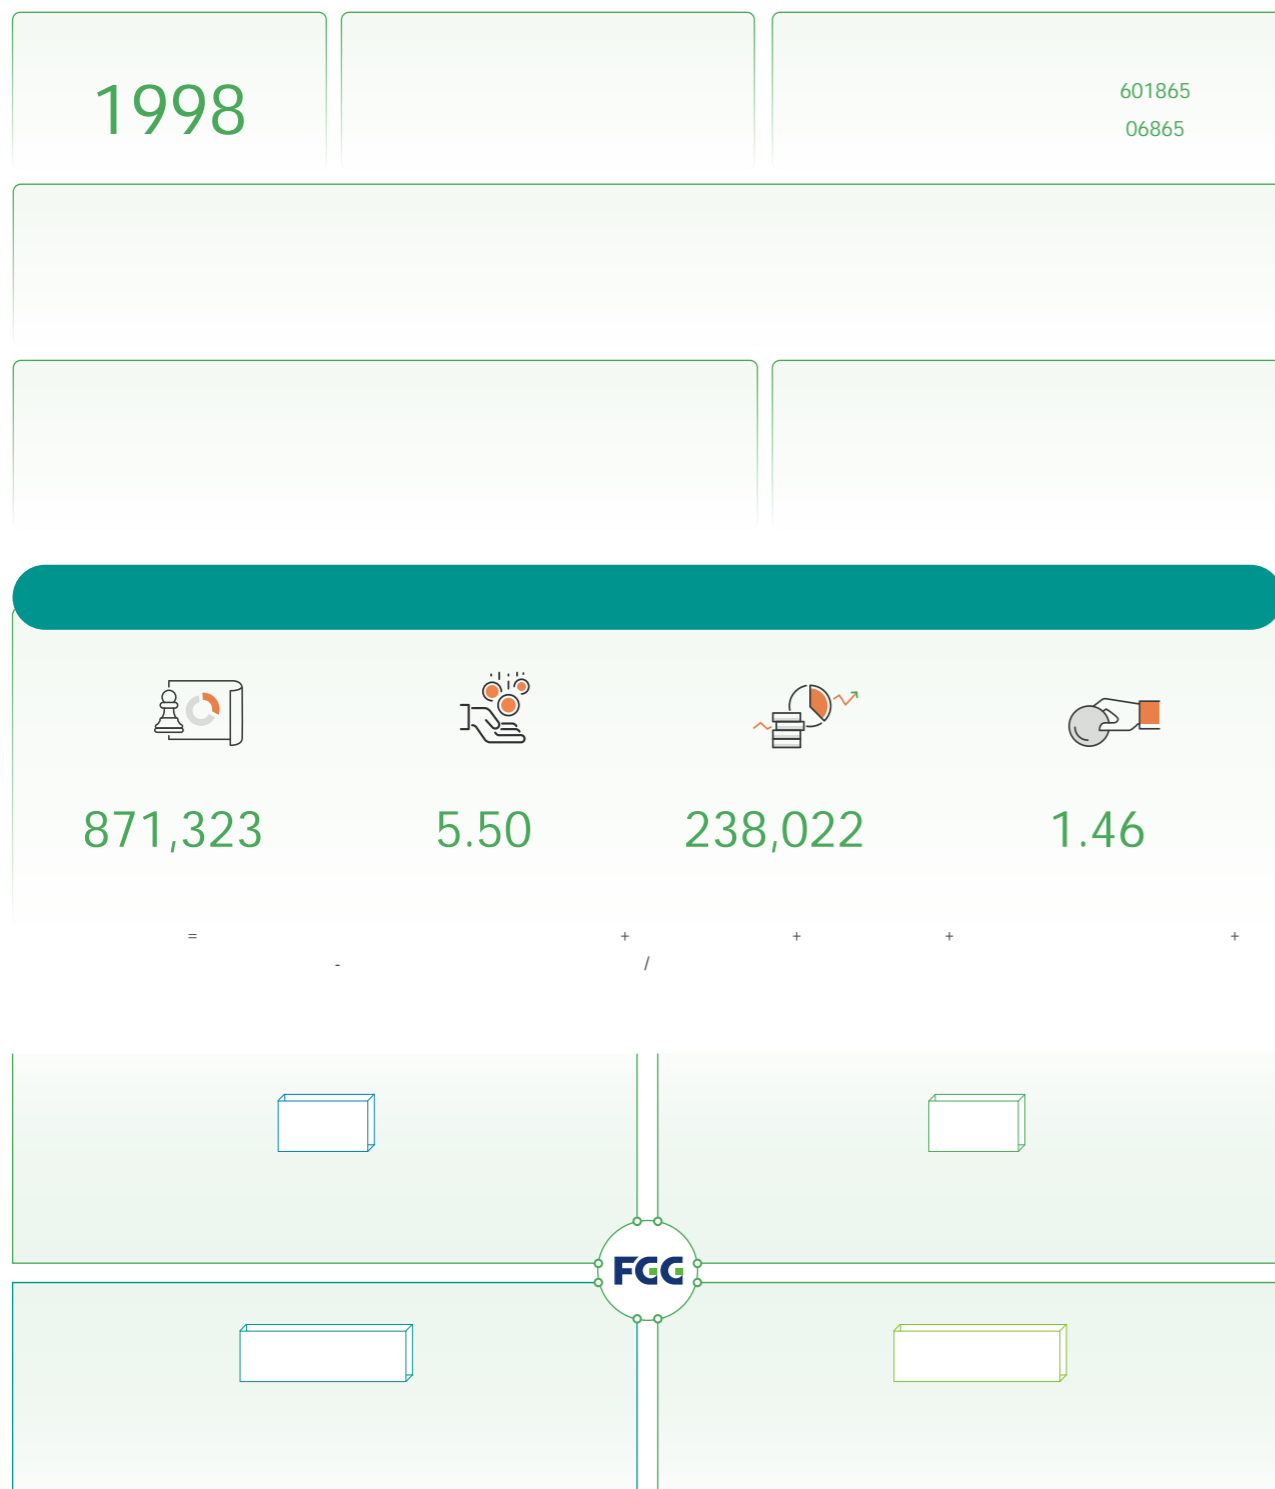 1998
601865
06865
871,323 5.50 238,022 1.46
= + + + +
- /
FGG